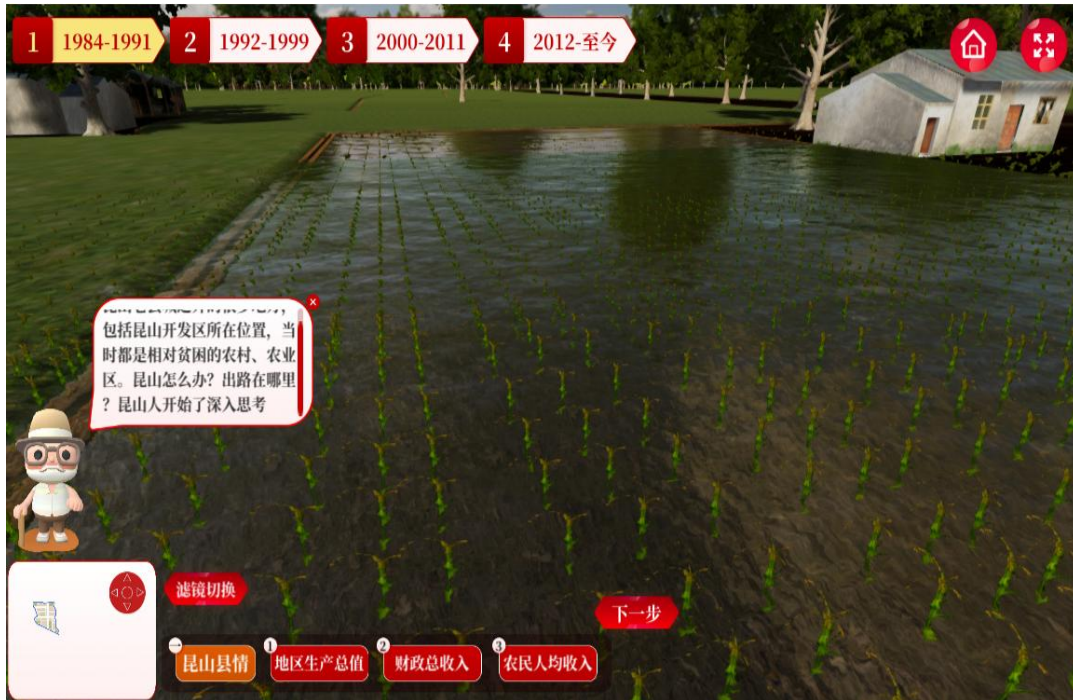 1 1984-1991
2 1992-1999
3 2000-2011
4 2012-至今
包括昆山开发区所在位置，当
时都是相对贫困的农村、农业
区。昆山怎么办？出路在哪里
？昆山人开始了深入思考
滤镜切换
下一步
一 昆山县情
1 地区生产总值
2 财政总收入
3 农民人均收入